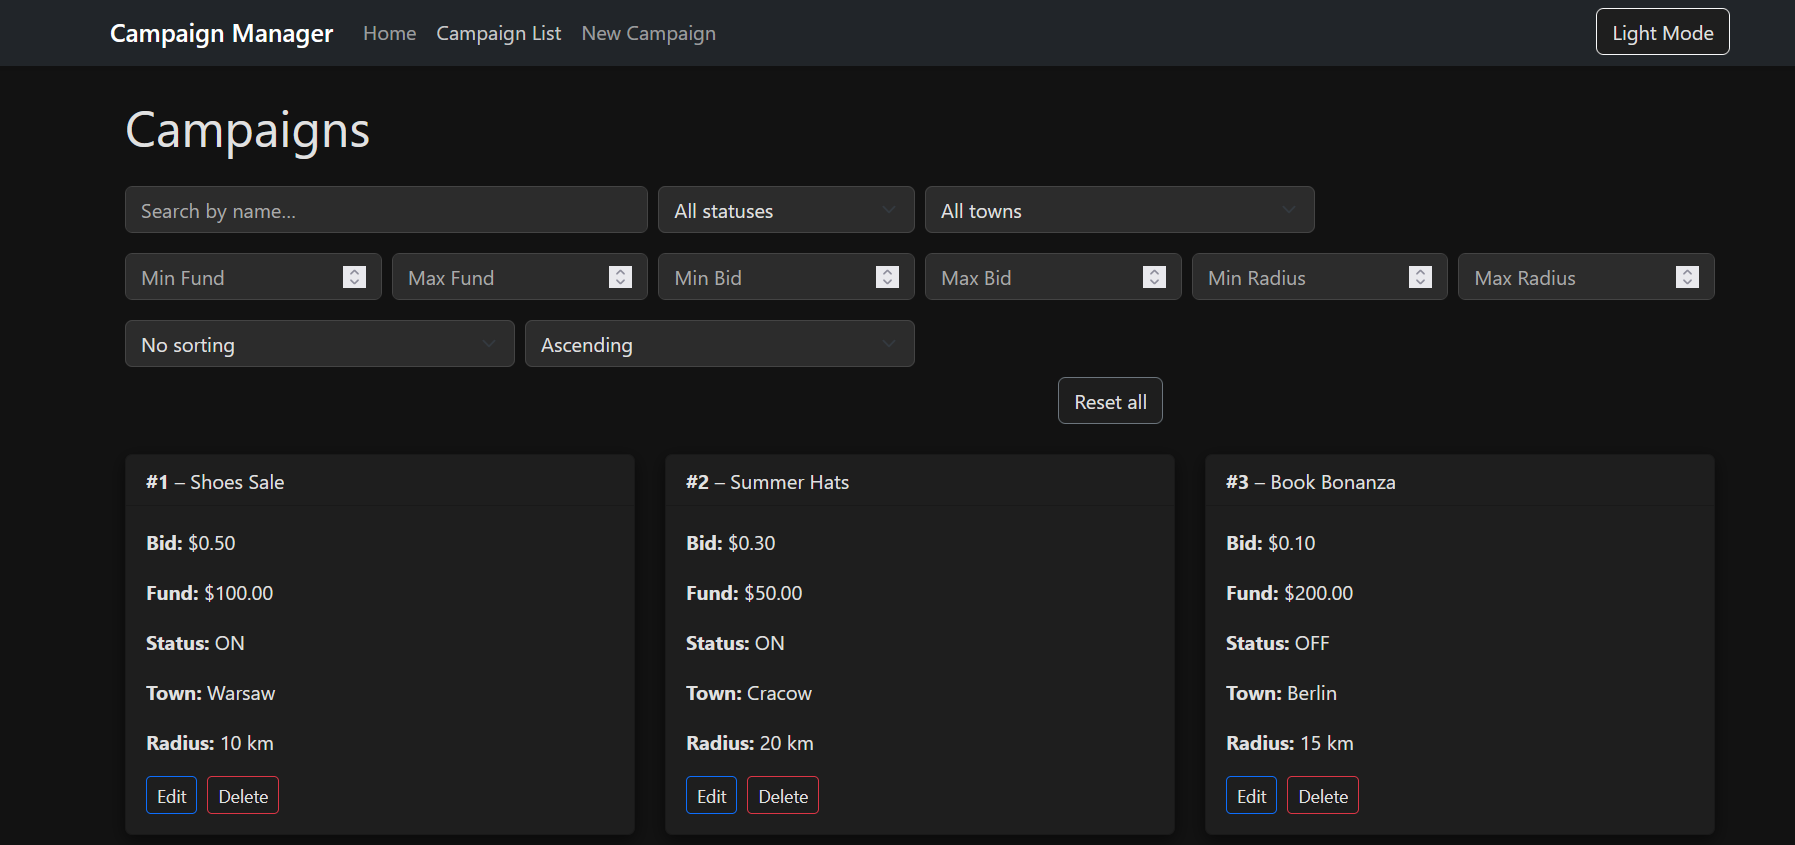 Campaign Manager Home Campaign List New Campaign Light Mode
Campaigns
Search by name... All statuses All towns
Min Fund Max Fund Min Bid Max Bid Min Radius Max Radius
No sorting Ascending
Reset all
#1 – Shoes Sale
Bid: $0.50
Fund: $100.00
Status: ON
Town: Warsaw
Radius: 10 km
Edit Delete
#2 – Summer Hats
Bid: $0.30
Fund: $50.00
Status: ON
Town: Cracow
Radius: 20 km
Edit Delete
#3 – Book Bonanza
Bid: $0.10
Fund: $200.00
Status: OFF
Town: Berlin
Radius: 15 km
Edit Delete